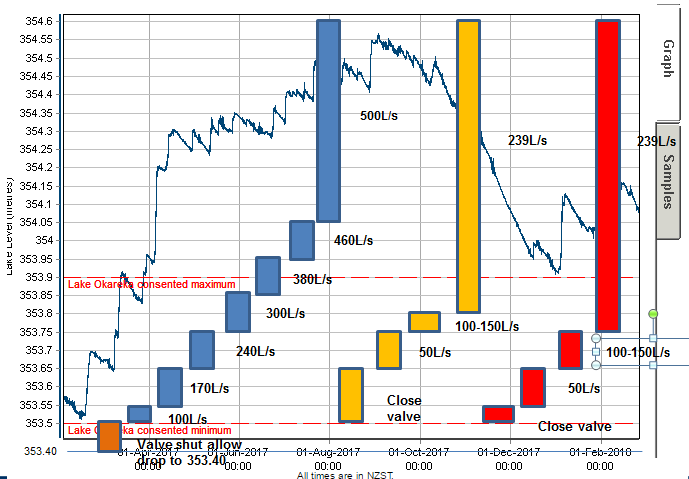 354.6
354.55
354.5
354.45
354.4
354.35
354.3
354.25
354.2
354.15
354.1
354.05
354
353.95
353.9
353.85
353.8
353.75
353.7
353.65
353.6
353.55
353.5
353.40
Lake Level (metres)
500L/s
239L/s
239L/s
460L/s
380L/s
Lake Okareka consented maximum
300L/s
100-150L/s
240L/s
50L/s
100-150L/s
170L/s
50L/s
Close
valve
100L/s
Close valve
Lake Okareka consented minimum
Valve shut allow
drop to 353.40
01-Apr-2017
00:00
01-Jun-2017
00:00
01-Aug-2017
00:00
01-Oct-2017
00:00
01-Dec-2017
00:00
01-Feb-2018
00:00
All times are in NZST.
Graph
Samples